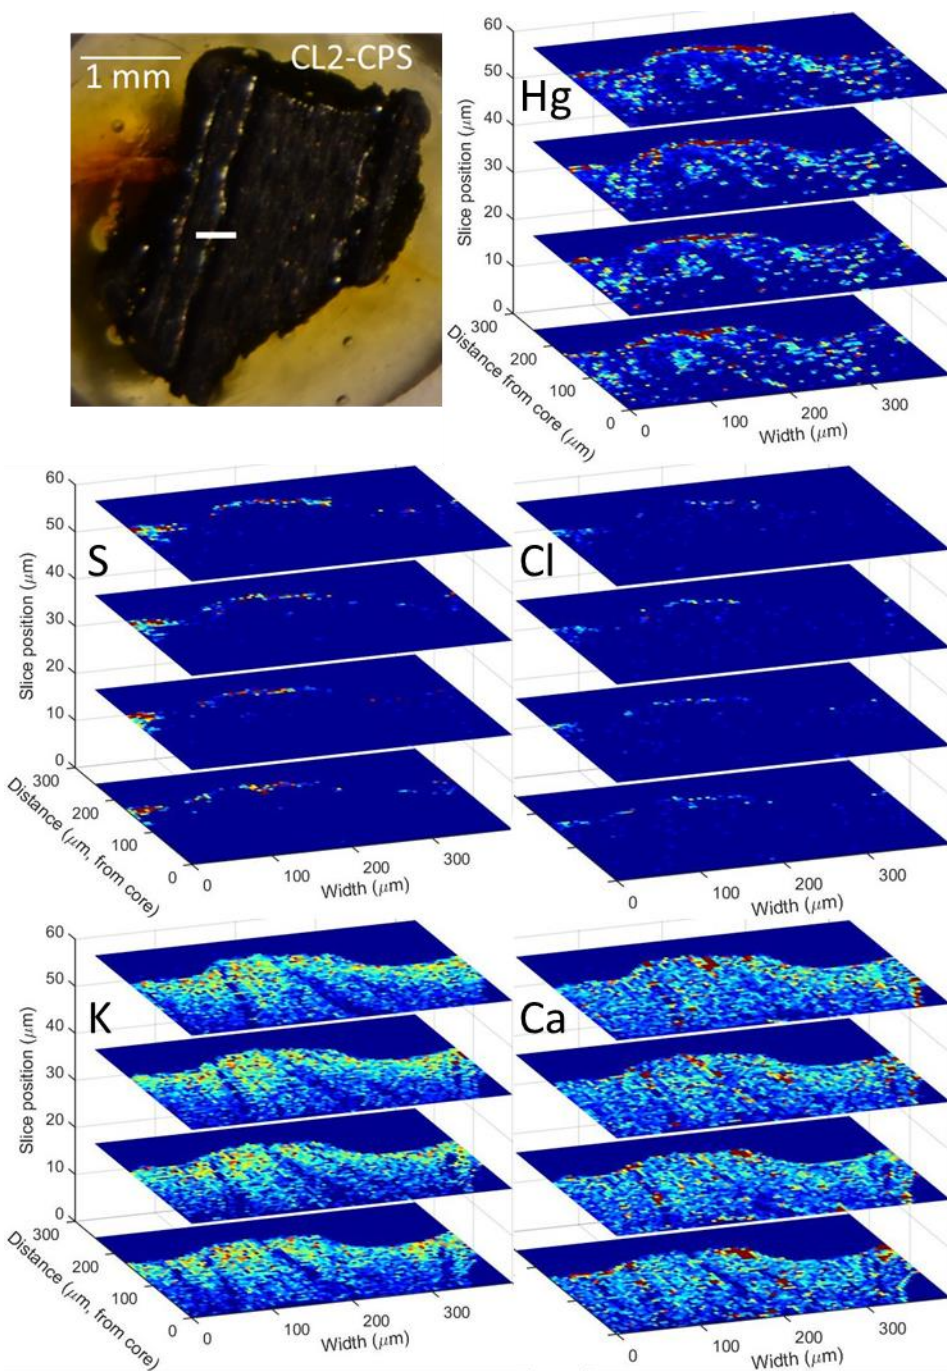 CL2-CPS
1 mm
Hg
Slice position (μm)
60
50
40
30
20
10
0
Distance from core (μm)
300
200
100
0
Width (μm)
0
100
200
300
S
Slice position (μm)
60
50
40
30
20
10
0
Distance (μm, from core)
300
200
100
0
Width (μm)
0
100
200
300
Cl
Width (μm)
0
100
200
300
K
Slice position (μm)
60
50
40
30
20
10
0
Distance (μm, from core)
300
200
100
0
Width (μm)
0
100
200
300
Ca
Width (μm)
0
100
200
300